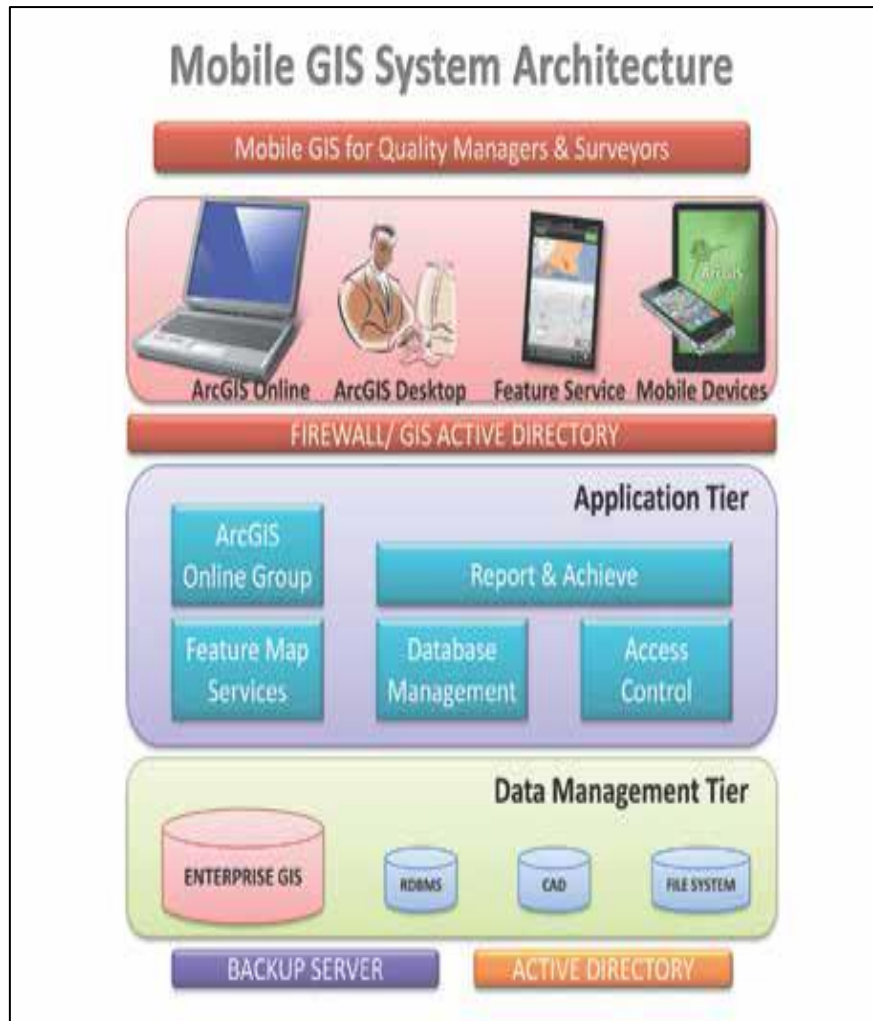 Mobile GIS System Architecture
Mobile GIS for Quality Managers & Surveyors
ArcGIS
ArcGIS Online ArcGIS Desktop Feature Service Mobile Devices
FIREWALL/ GIS ACTIVE DIRECTORY
Application Tier
ArcGIS
Online Group
Report & Achieve
Feature Map
Services
Database
Management
Access
Control
Data Management Tier
ENTERPRISE GIS
RDBMS
CAD
FILE SYSTEM
BACKUP SERVER
ACTIVE DIRECTORY